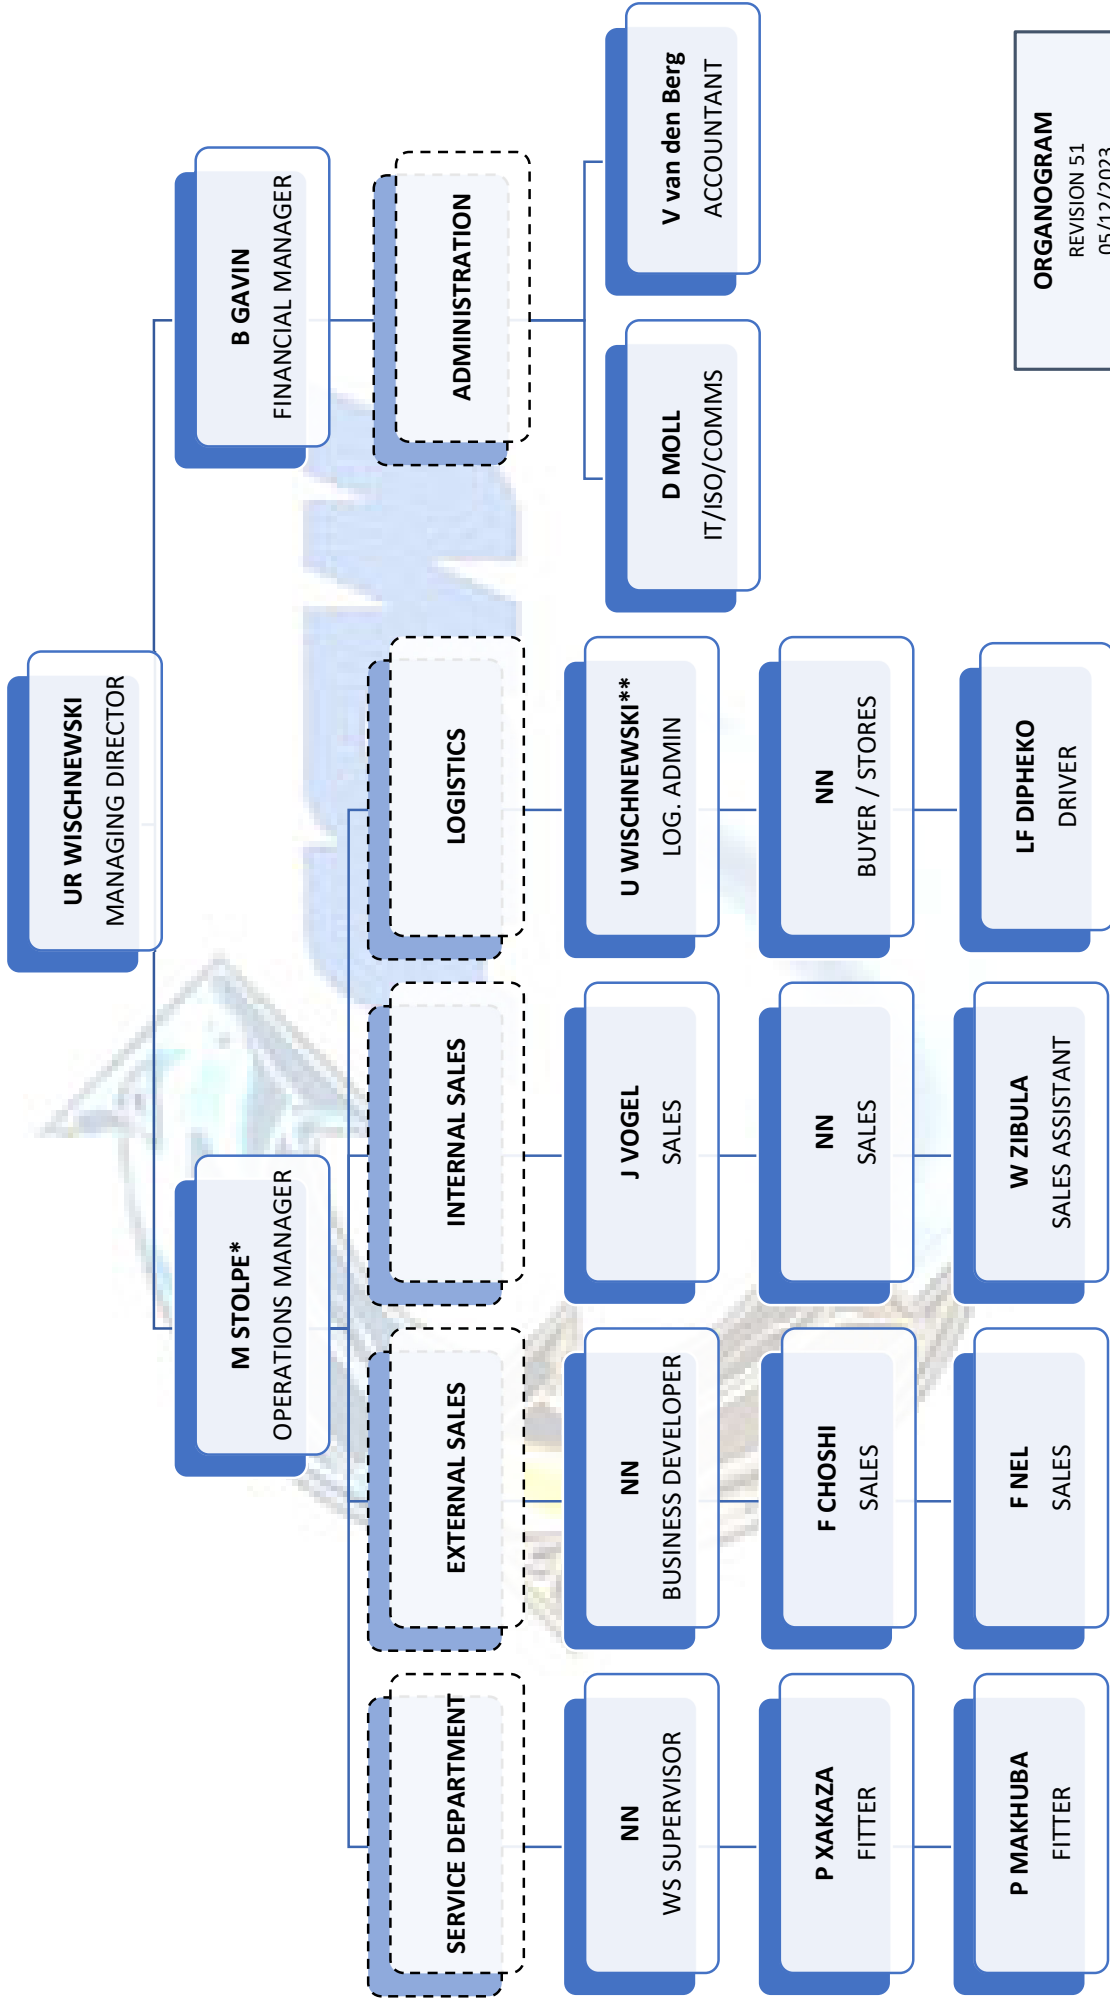 UR WISCHNEWSKI
MANAGING DIRECTOR
M STOLPE*
OPERATIONS MANAGER
B GAVIN
FINANCIAL MANAGER
SERVICE DEPARTMENT
EXTERNAL SALES
INTERNAL SALES
LOGISTICS
ADMINISTRATION
NN
WS SUPERVISOR
NN
BUSINESS DEVELOPER
J VOGEL
SALES
U WISCHNEWSKI**
LOG. ADMIN
D MOLL
IT/ISO/COMMS
V van den Berg
ACCOUNTANT
P XAKAZA
FITTER
F CHOSHI
SALES
NN
SALES
NN
BUYER / STORES
P MAKHUBA
FITTER
F NEL
SALES
W ZIBULA
SALES ASSISTANT
LF DIPHEKO
DRIVER
ORGANOGRAM
REVISION 51
05/12/2023